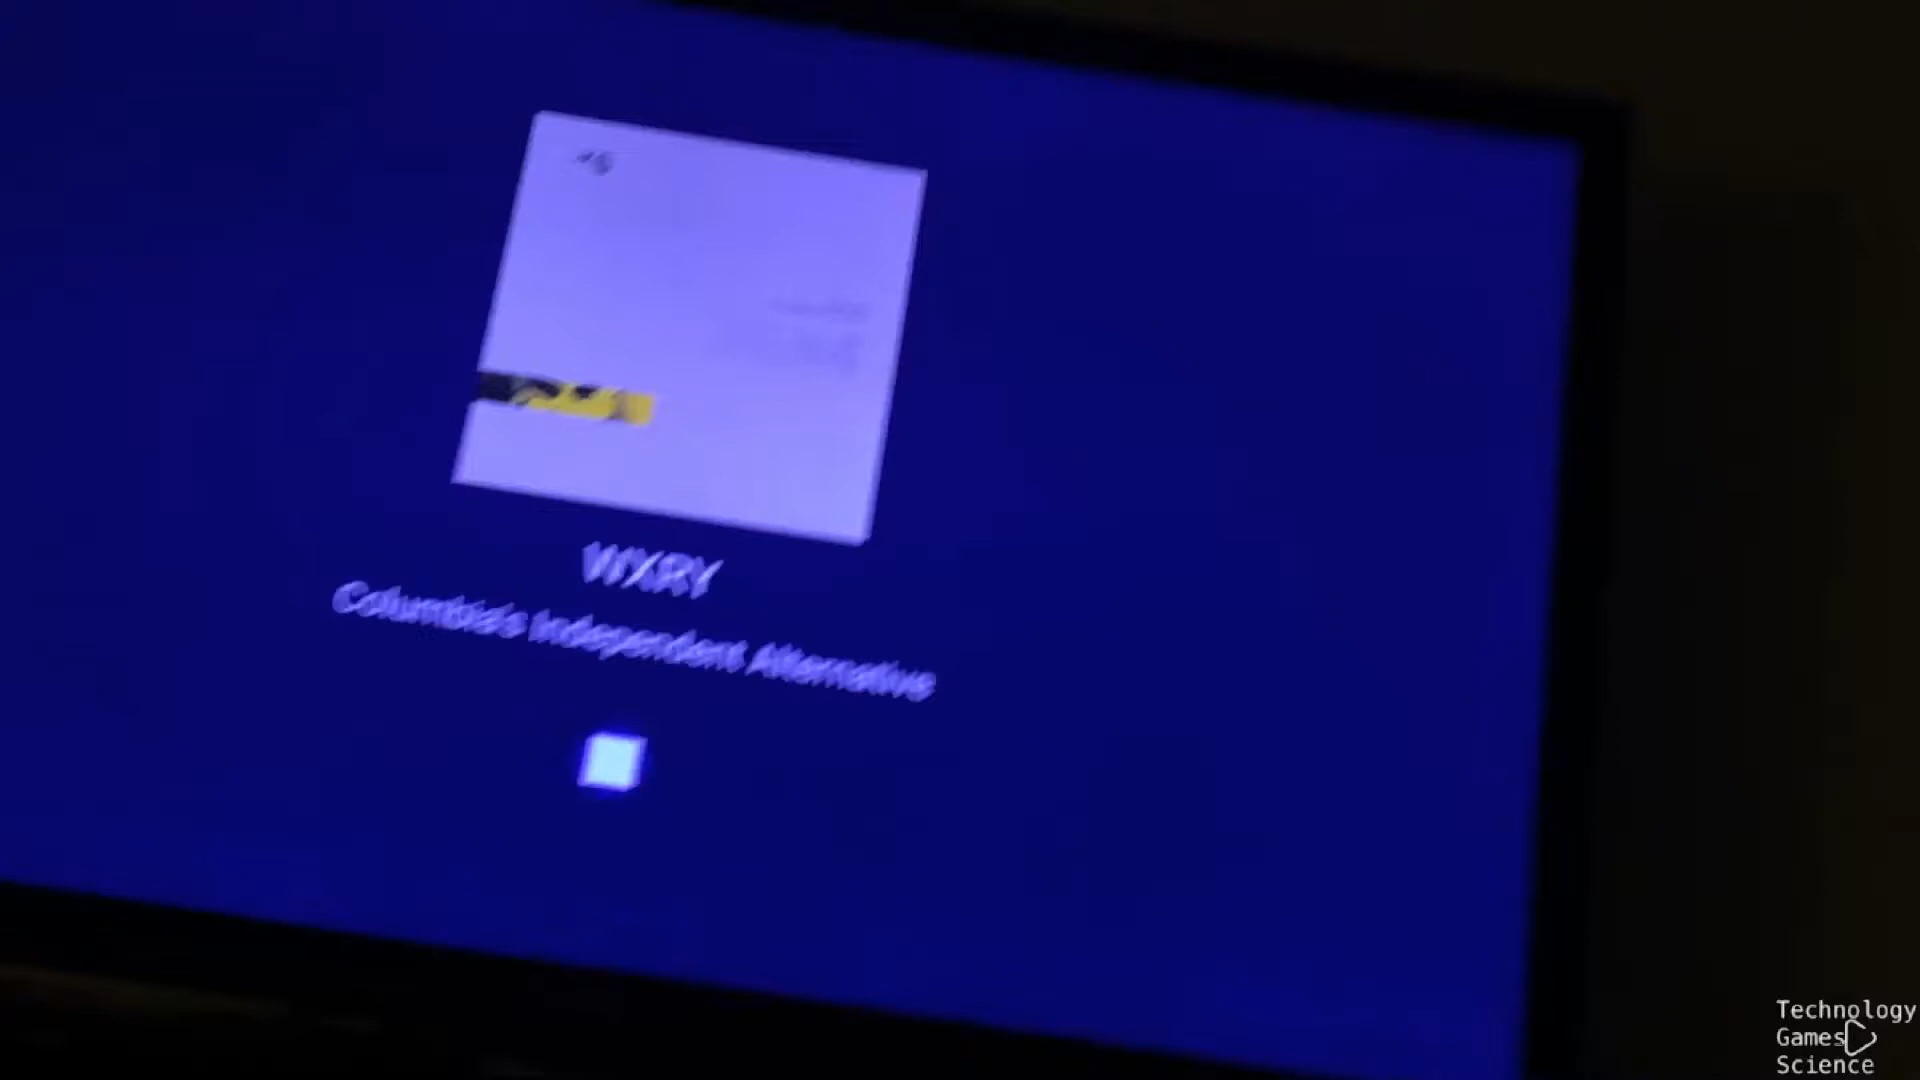 WXRY
Columbia's Independent Alternative
Technology
Games
Science